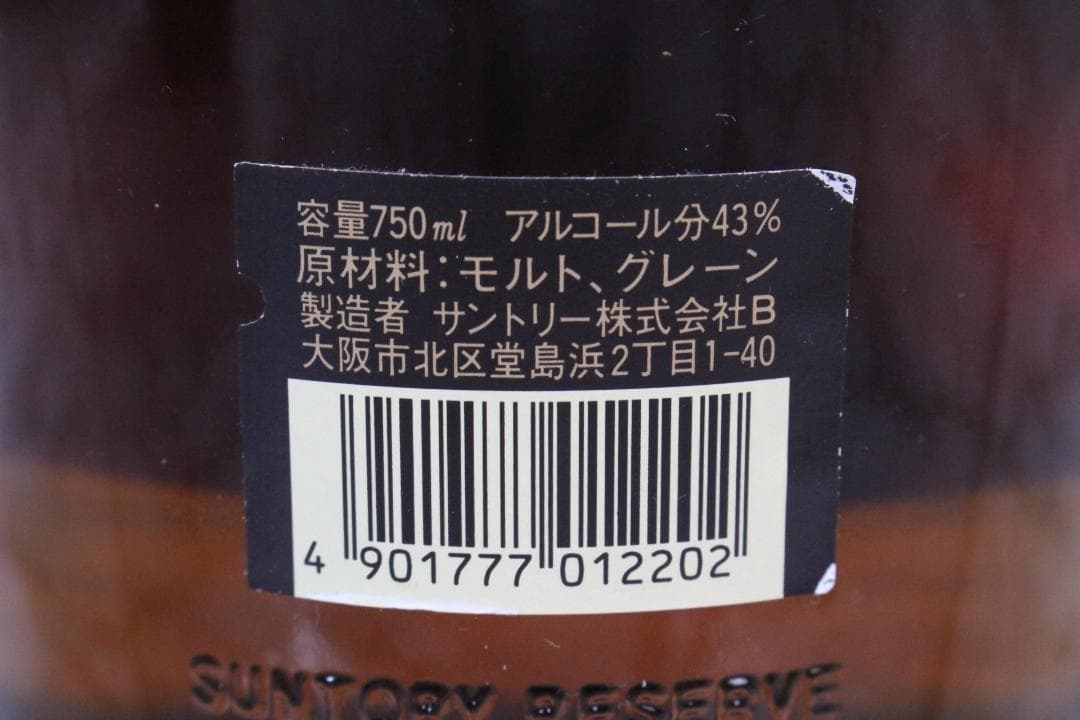 容量750ml アルコール分43%
原材料:モルト、グレーン
製造者 サントリー株式会社B
大阪市北区堂島浜2丁目1-40
4 901777 012202
SUNTORY RESERVE